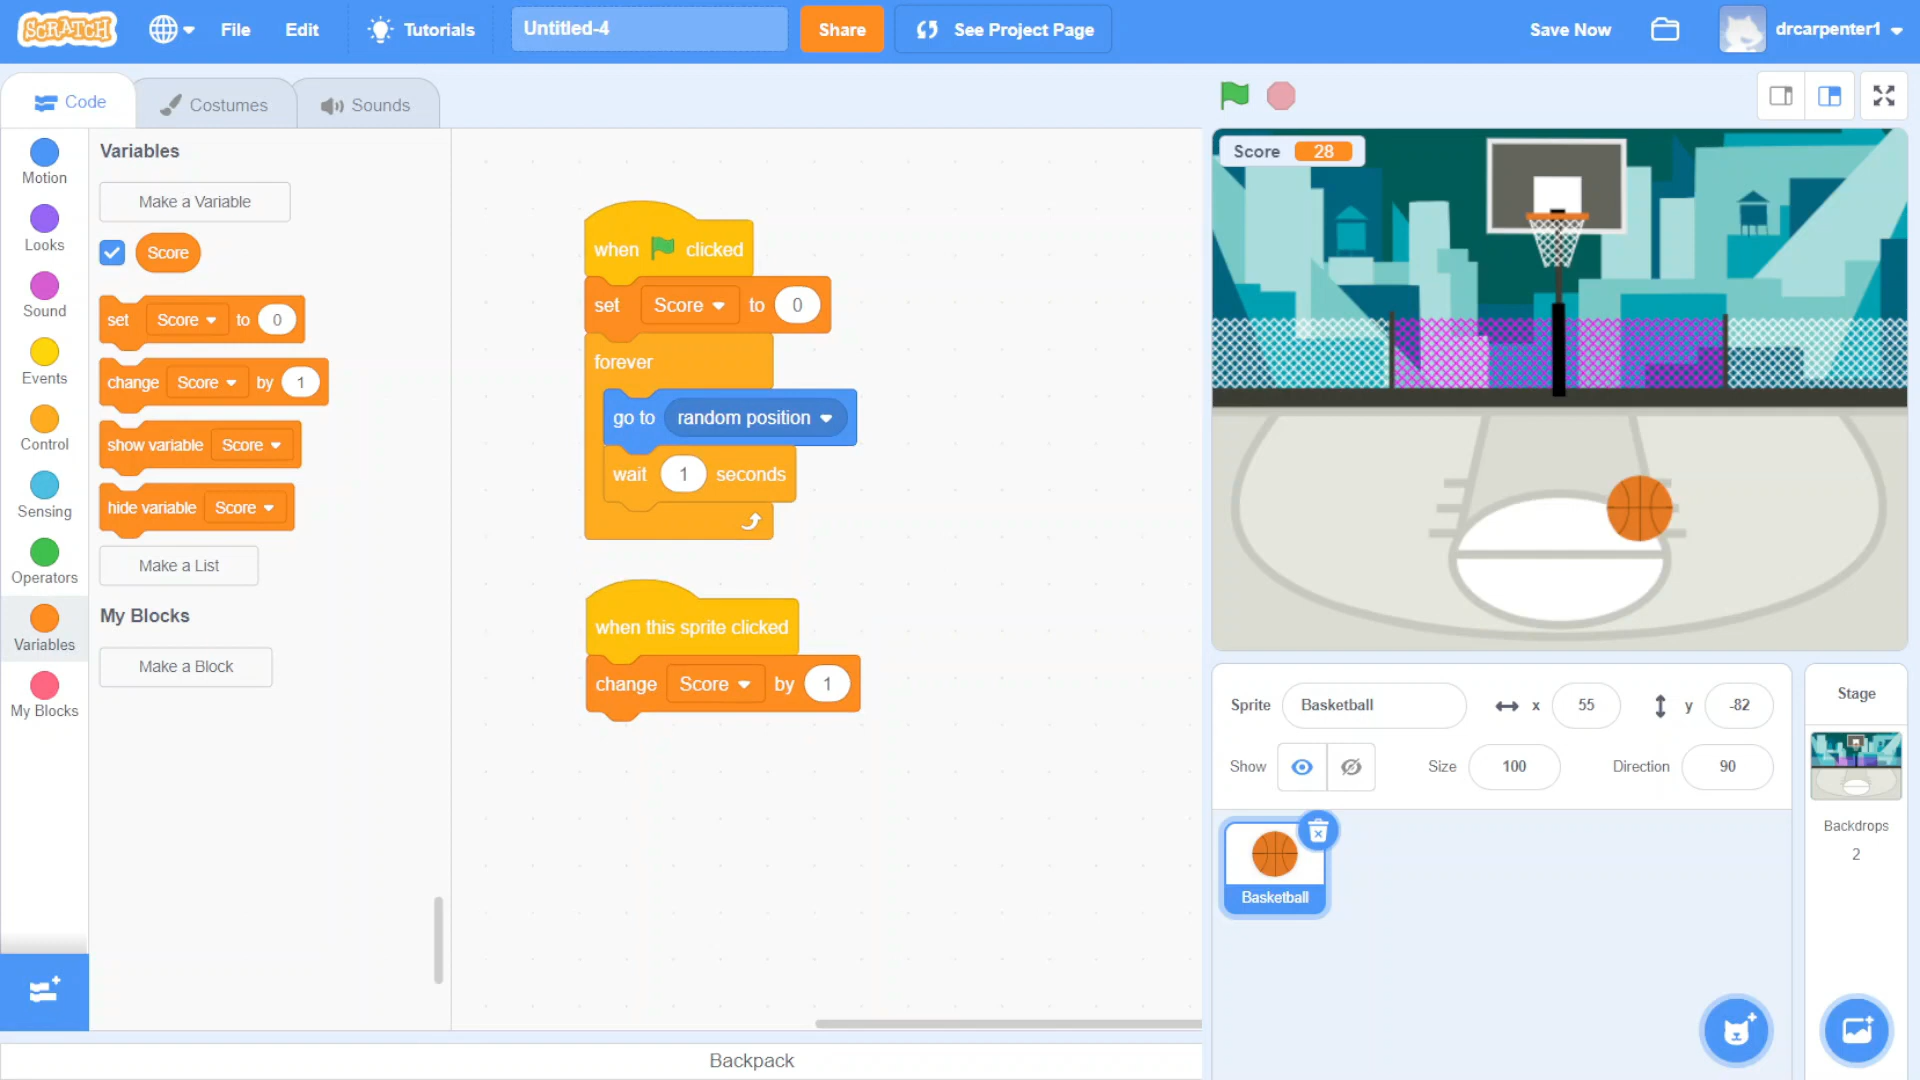 SCRATCH
File
Edit
Tutorials
Untitled-4
Share
See Project Page
Save Now
drcarpenter1
Code
Costumes
Sounds
Motion
Looks
Sound
Events
Control
Sensing
Operators
Variables
My Blocks
Variables
Make a Variable
Score
set Score to 0
change Score by 1
show variable Score
hide variable Score
Make a List
My Blocks
Make a Block
when clicked
set Score to 0
forever
go to random position
wait 1 seconds
when this sprite clicked
change Score by 1
Backpack
Score 28
Sprite Basketball x 55 y -82
Show Size 100 Direction 90
Basketball
Stage
Backdrops
2